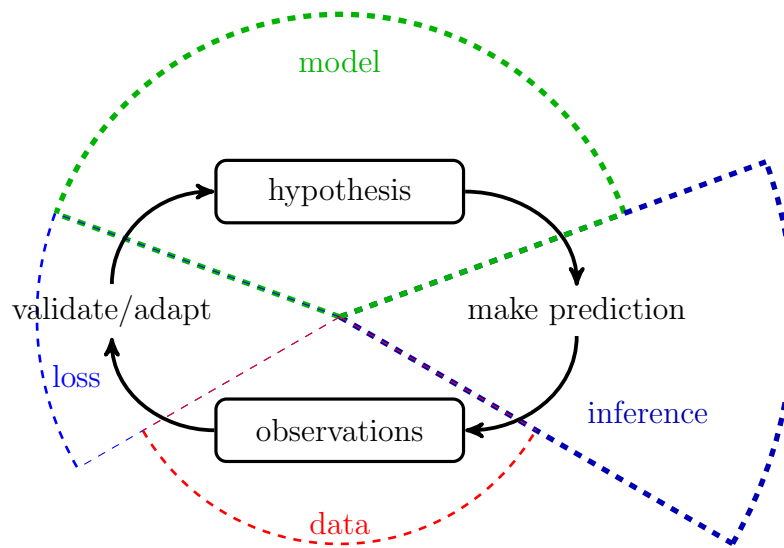 model
hypothesis
validate/adapt
make prediction
loss
inference
observations
data